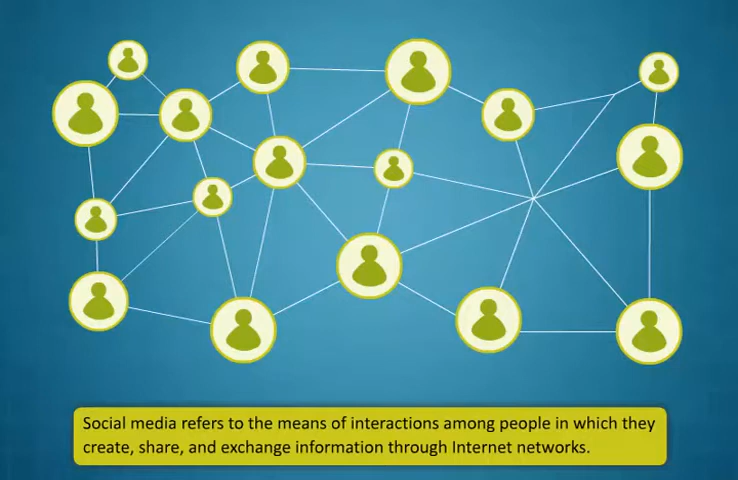 Social media refers to the means of interactions among people in which they
create, share, and exchange information through Internet networks.